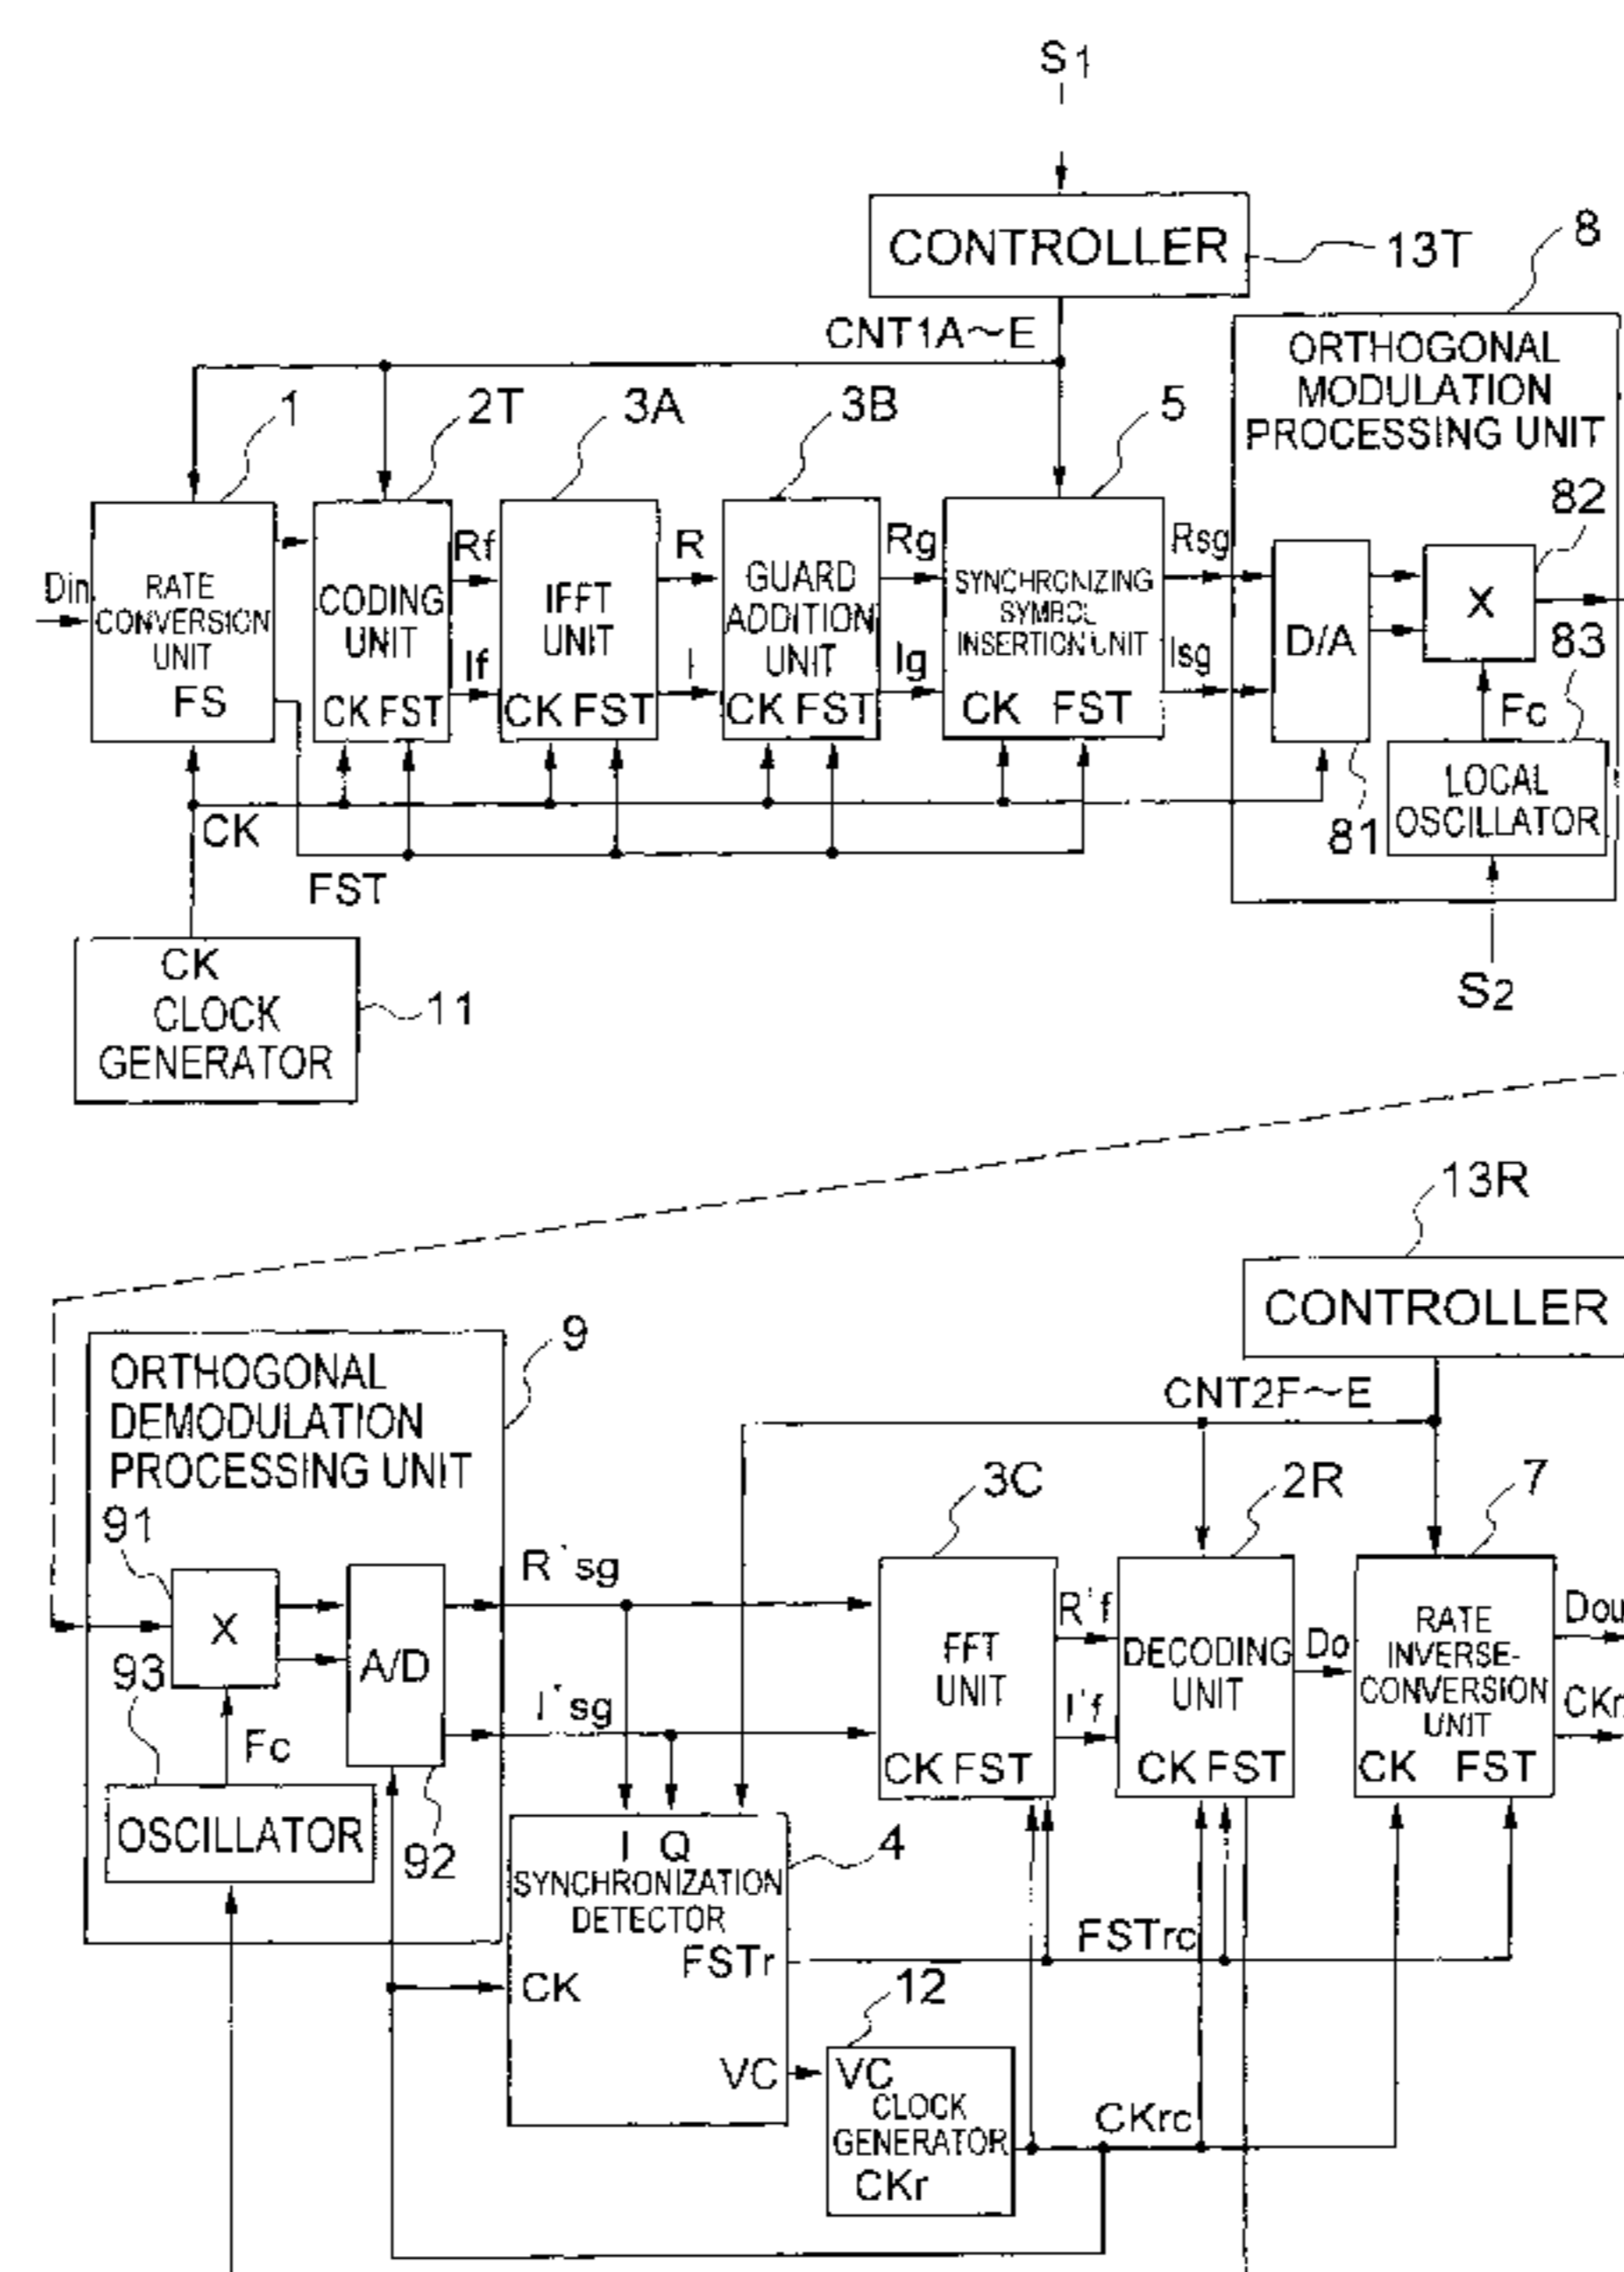 S1
CONTROLLER
13T
8
CNT1A～E
ORTHOGONAL
MODULATION
PROCESSING UNIT
1
2T
3A
3B
5
82
Din
RATE
CONVERSION
UNIT
FS
CODING
UNIT
CK FST
Rf
If
IFFT
UNIT
CK FST
R
I
GUARD
ADDITION
UNIT
CK FST
Rg
Ig
SYNCHRONIZING
SYMBOL
INSERTION UNIT
CK FST
Rsg
Isg
D/A
X
83
Fc
LOCAL
OSCILLATOR
81
CK
FST
S2
CK
CLOCK
GENERATOR
11
13R
CONTROLLER
9
ORTHOGONAL
DEMODULATION
PROCESSING UNIT
CNT2F～E
3C
2R
7
91
X
A/D
R`sg
I`sg
93
Fc
OSCILLATOR
92
FFT
UNIT
CK FST
R'f
I'f
DECODING
UNIT
CK FST
Do
RATE
INVERSE-
CONVERSION
UNIT
CK FST
Dou
CKr
I Q
4
SYNCHRONIZATION
DETECTOR
FSTr
FSTrc
CK
12
VC
VC
CLOCK
GENERATOR
CKr
CKrc